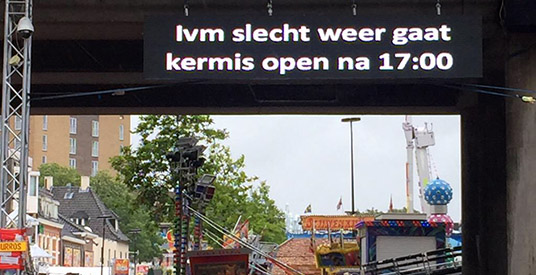 Ivm slecht weer gaat
kermis open na 17:00